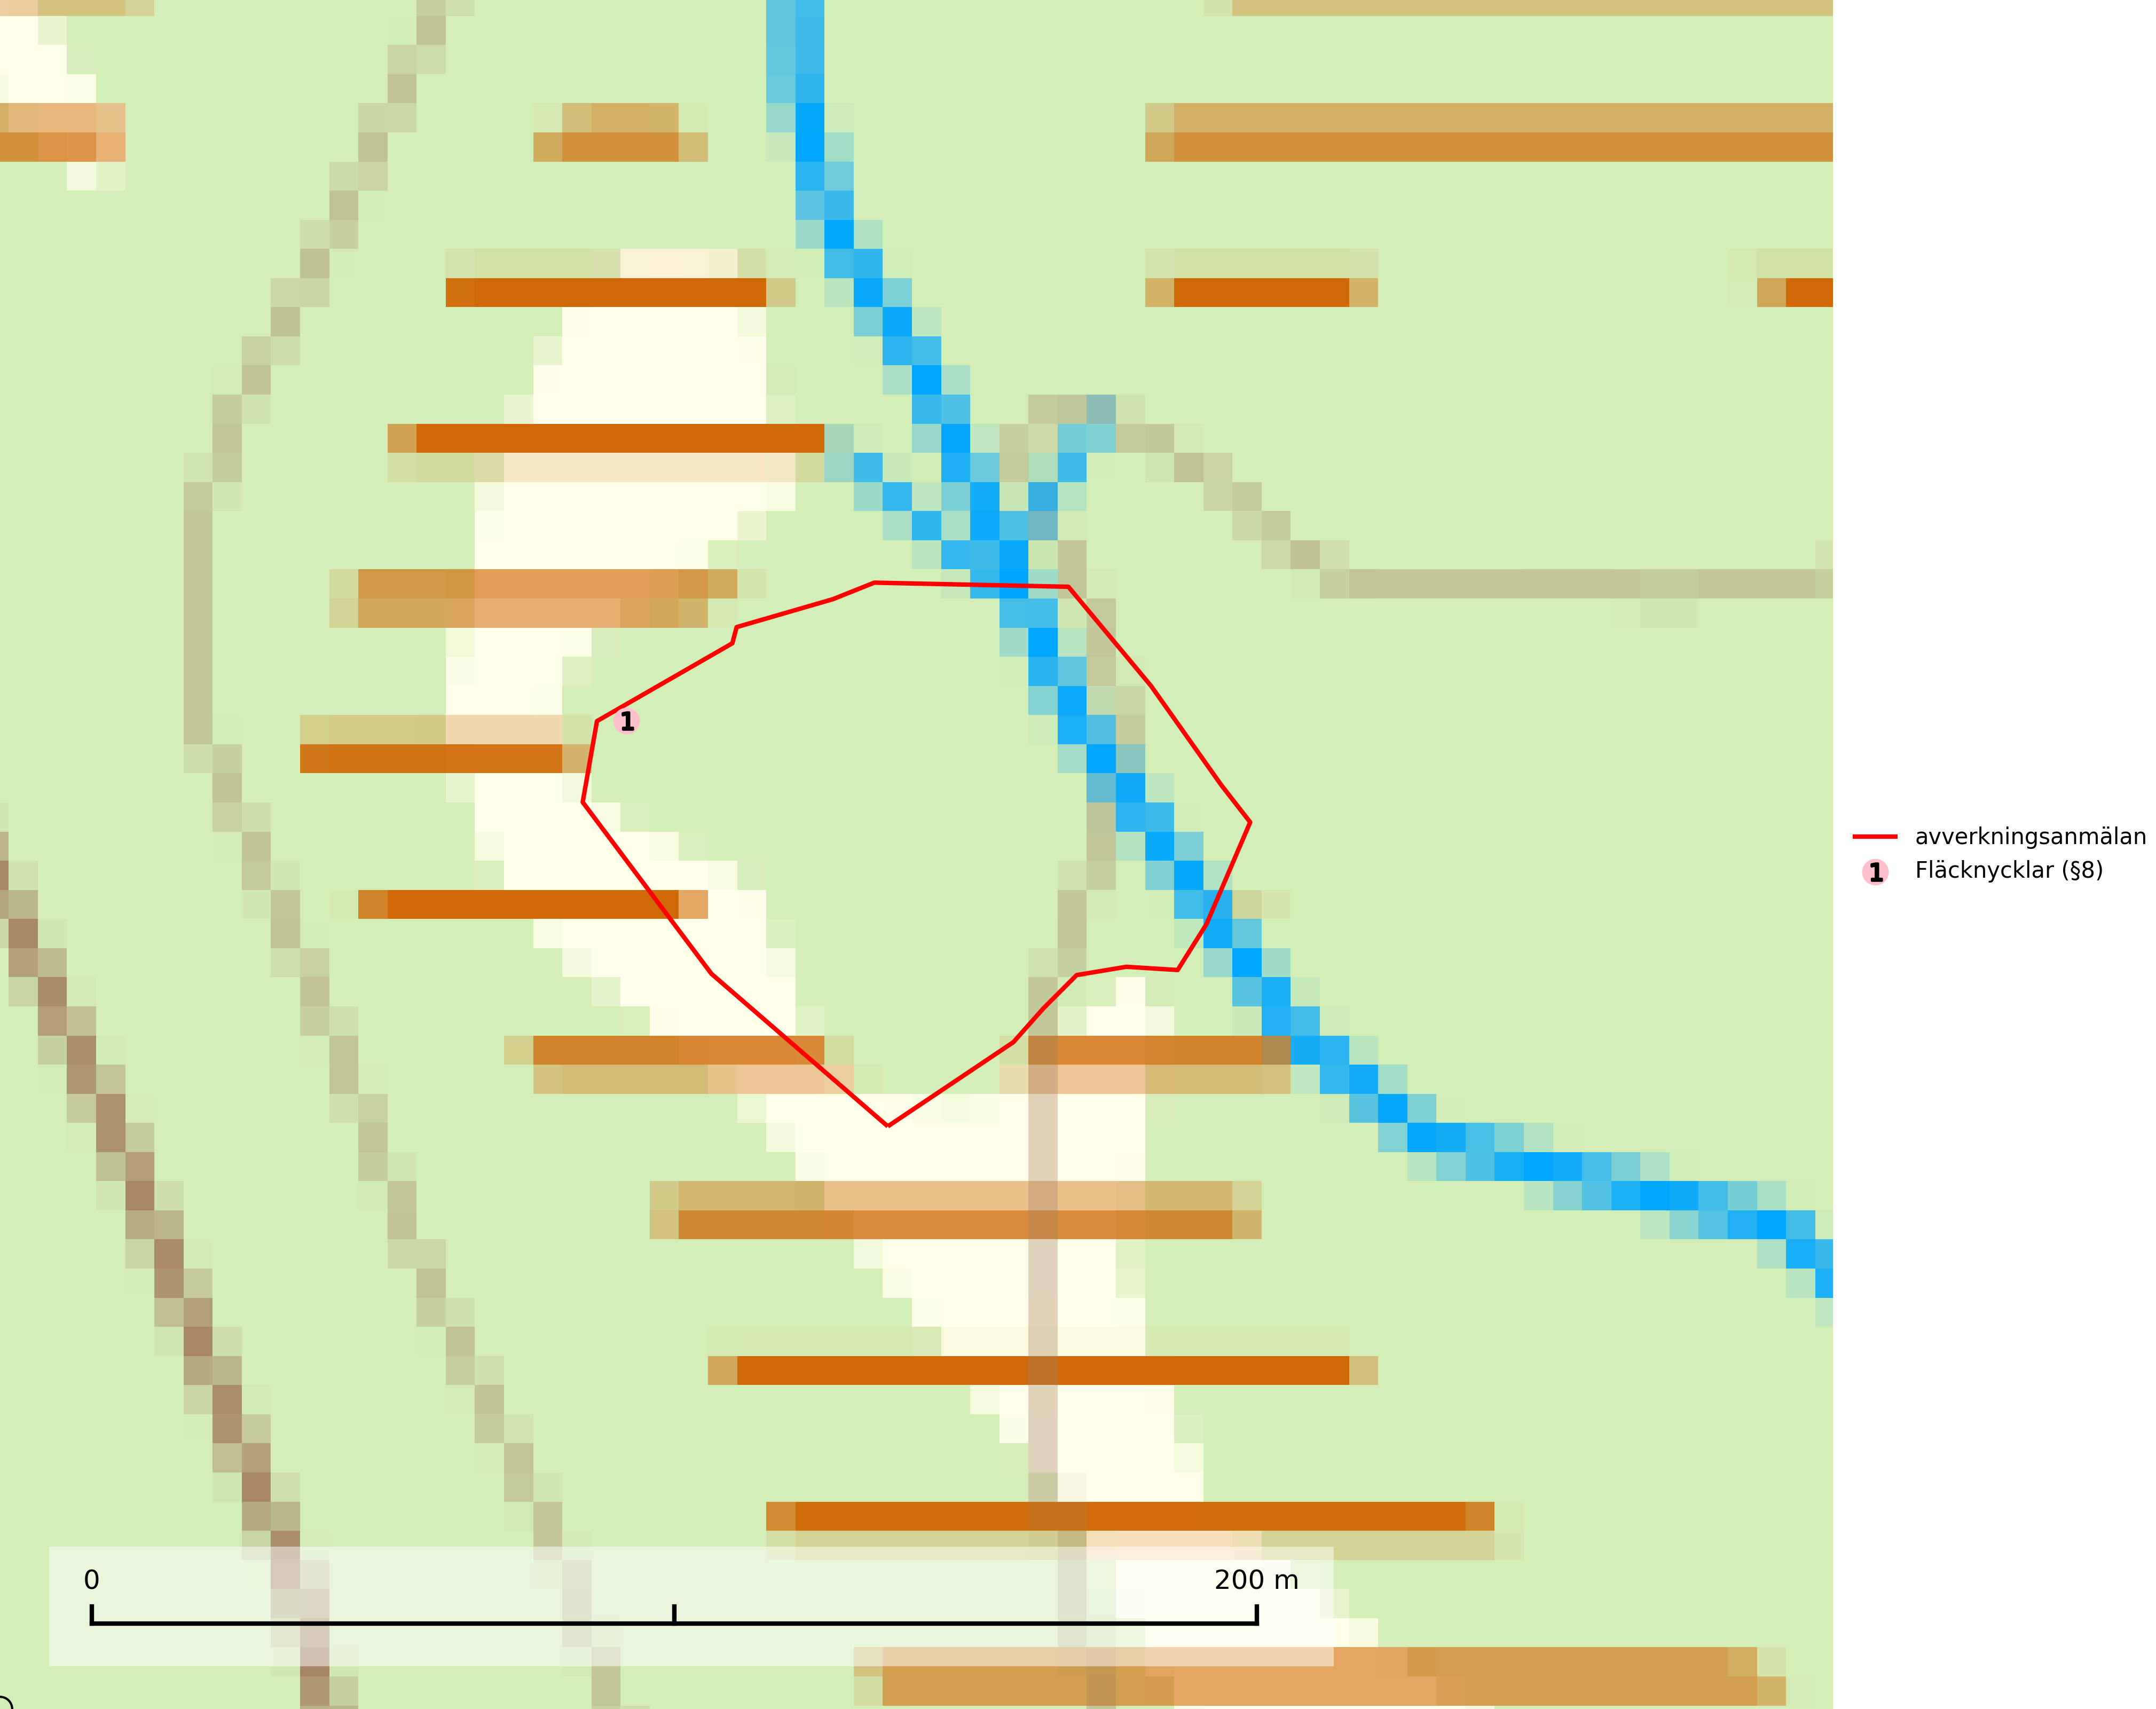 1
avverkningsanmälan
1 Fläcknycklar (§8)
0 200 m